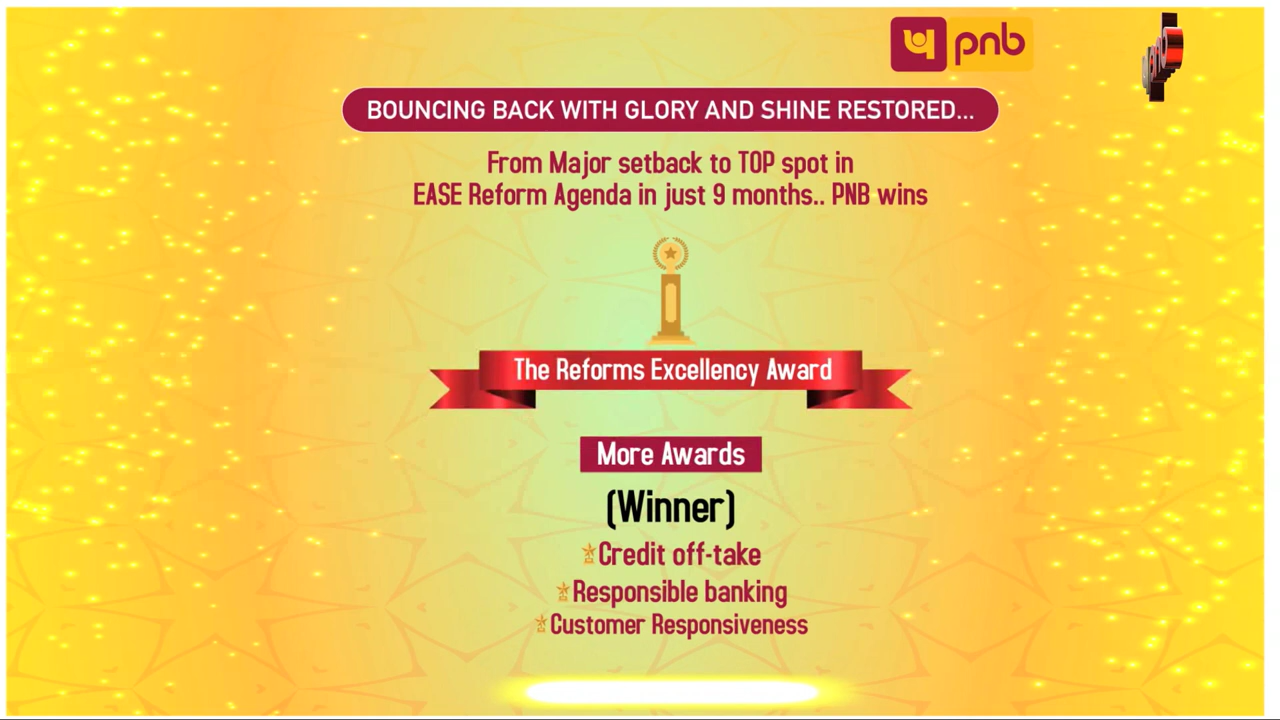 प pnb
BOUNCING BACK WITH GLORY AND SHINE RESTORED...
From Major setback to TOP spot in
EASE Reform Agenda in just 9 months.. PNB wins
The Reforms Excellency Award
More Awards
(Winner)
Credit off-take
Responsible banking
Customer Responsiveness